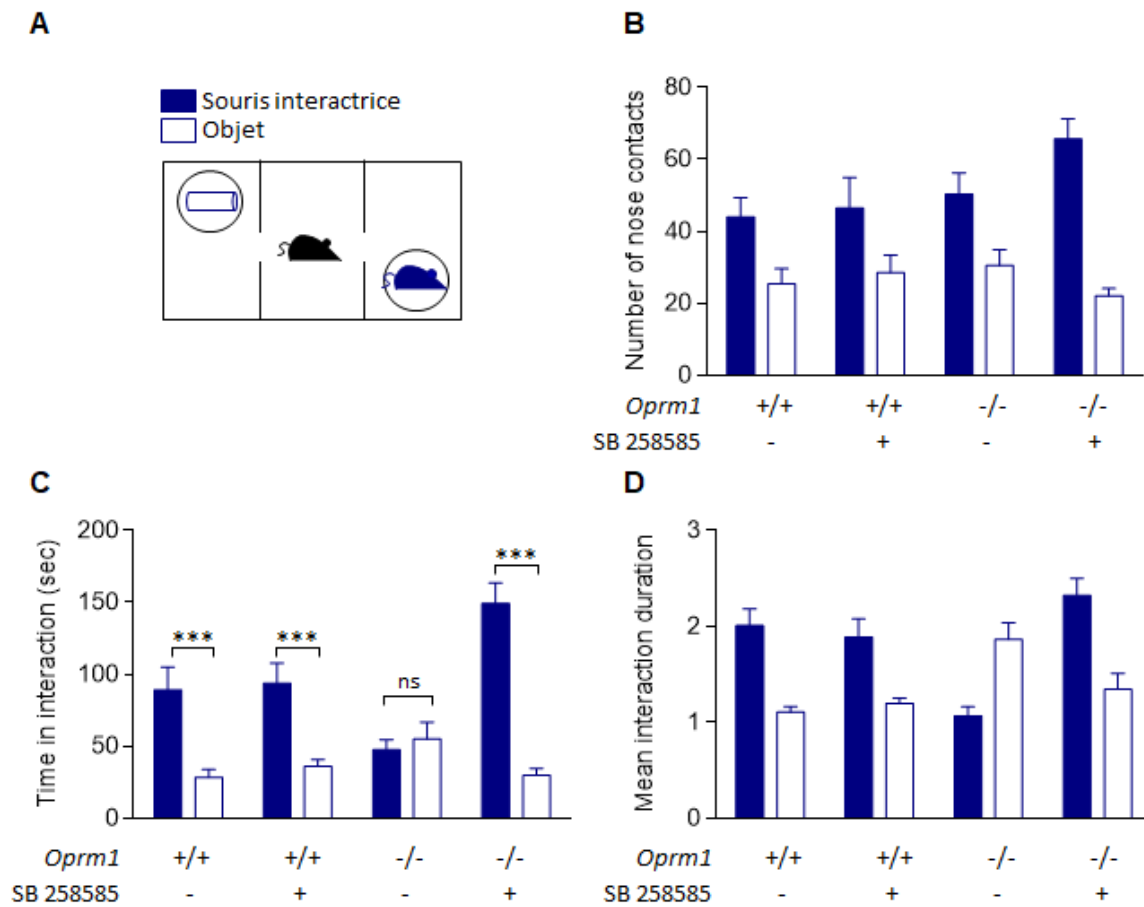 A
Souris interactrice
Objet
B
Number of nose contacts
80
60
40
20
0
Oprm1 +/+ +/+ -/- -/-
SB 258585 - + - +
C
Time in interaction (sec)
200
150
100
50
0
*** *** ns ***
Oprm1 +/+ +/+ -/- -/-
SB 258585 - + - +
D
Mean interaction duration
3
2
1
0
Oprm1 +/+ +/+ -/- -/-
SB 258585 - + - +